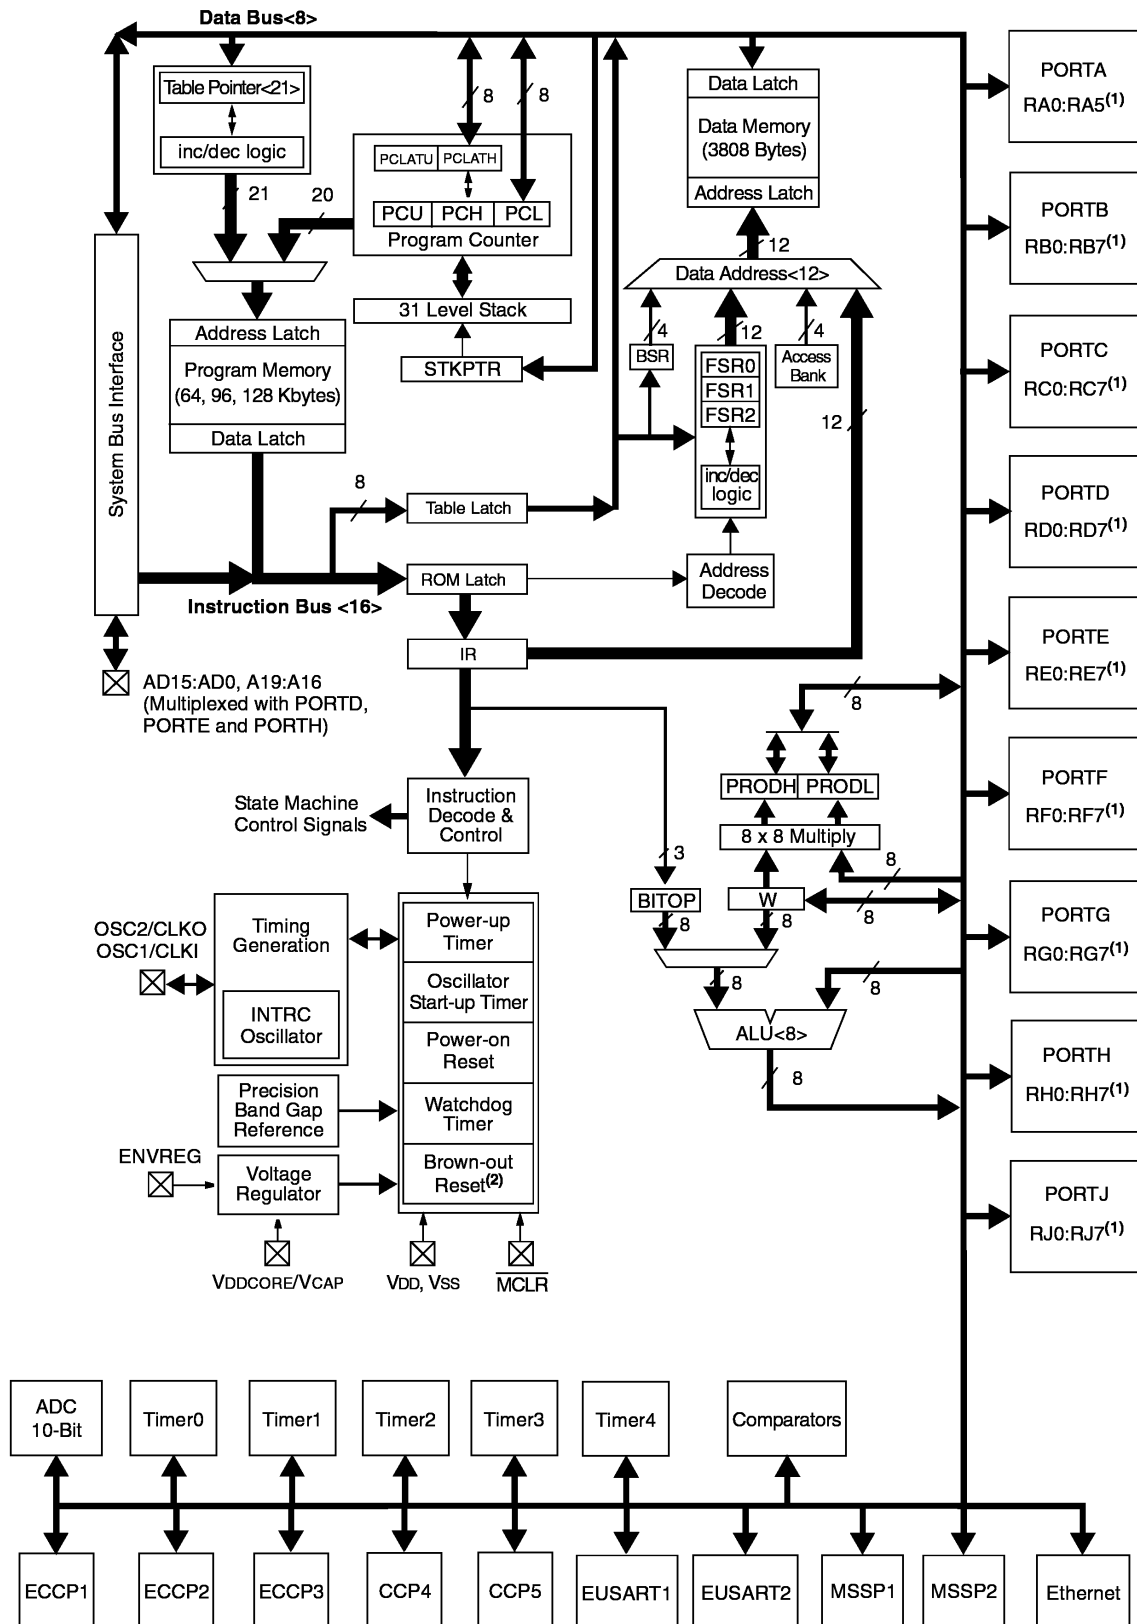 Data Bus<8>
Table Pointer<21>
inc/dec logic
21
20
8
8
PCLATU
PCLATH
PCU
PCH
PCL
Program Counter
31 Level Stack
STKPTR
Data Latch
Data Memory
(3808 Bytes)
Address Latch
12
Data Address<12>
4
12
4
BSR
FSR0
FSR1
FSR2
inc/dec
logic
Access
Bank
12
Address
Decode
System Bus Interface
Address Latch
Program Memory
(64, 96, 128 Kbytes)
Data Latch
8
Table Latch
ROM Latch
Instruction Bus <16>
IR
AD15:AD0, A19:A16
(Multiplexed with PORTD,
PORTE and PORTH)
State Machine
Control Signals
Instruction
Decode &
Control
8
PRODH
PRODL
8 x 8 Multiply
3
8
BITOP
W
8
8
8
8
8
ALU<8>
8
OSC2/CLKO
OSC1/CLKI
Timing
Generation
INTRC
Oscillator
Power-up
Timer
Oscillator
Start-up Timer
Power-on
Reset
Watchdog
Timer
Brown-out
Reset(2)
Precision
Band Gap
Reference
ENVREG
Voltage
Regulator
VDDCORE/VCAP
VDD, VSS
MCLR
PORTA
RA0:RA5(1)
PORTB
RB0:RB7(1)
PORTC
RC0:RC7(1)
PORTD
RD0:RD7(1)
PORTE
RE0:RE7(1)
PORTF
RF0:RF7(1)
PORTG
RG0:RG7(1)
PORTH
RH0:RH7(1)
PORTJ
RJ0:RJ7(1)
ADC
10-Bit
Timer0
Timer1
Timer2
Timer3
Timer4
Comparators
ECCP1
ECCP2
ECCP3
CCP4
CCP5
EUSART1
EUSART2
MSSP1
MSSP2
Ethernet